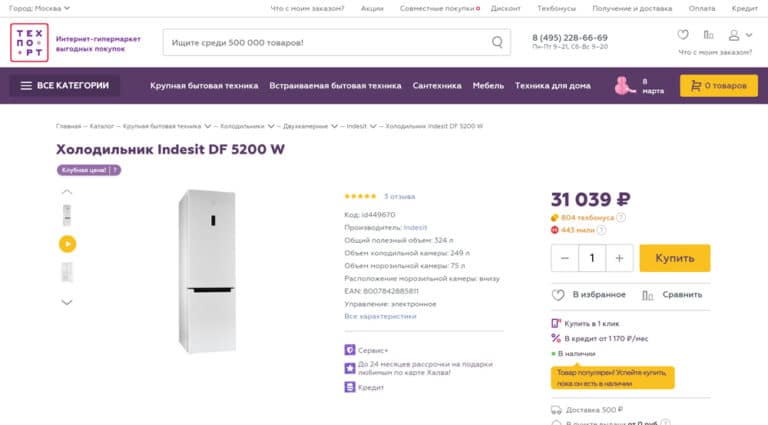 Город: Москва
Что с моим заказом?
Акции
Совместные покупки
Дисконт
Техбонусы
Получение и доставка
Оплата
Кредит
ТЕХ
ПО
РТ
Интернет-гипермаркет
выгодных покупок
Ищите среди 500 000 товаров!
8 (495) 228-66-69
Пн-Пт 9–21, Сб-Вс 9–20
Что с моим заказом?
ВСЕ КАТЕГОРИИ
Крупная бытовая техника
Встраиваемая бытовая техника
Сантехника
Мебель
Техника для дома
8
марта
0 товаров
Главная – Каталог – Крупная бытовая техника – Холодильники – Двухкамерные – Indesit – Холодильник Indesit DF 5200 W
Холодильник Indesit DF 5200 W
Клубная цена! ?
3 отзыва
Код: id449670
Производитель: Indesit
Общий полезный объем: 324 л
Объем холодильной камеры: 249 л
Объем морозильной камеры: 75 л
Расположение морозильной камеры: внизу
EAN: 8007842885811
Управление: электронное
Все характеристики
Сервис+
До 24 месяцев рассрочки на подарки
любимым по карте Халва!
Кредит
31 039 ₽
804 техбонуса ?
443 мили ?
− 1 +
Купить
В избранное
Сравнить
Купить в 1 клик
В кредит от 1 170 ₽/мес
В наличии
Товар популярен! Успейте купить,
пока он есть в наличии
Доставка 500 ₽
В пункте выдачи от 0 руб ?